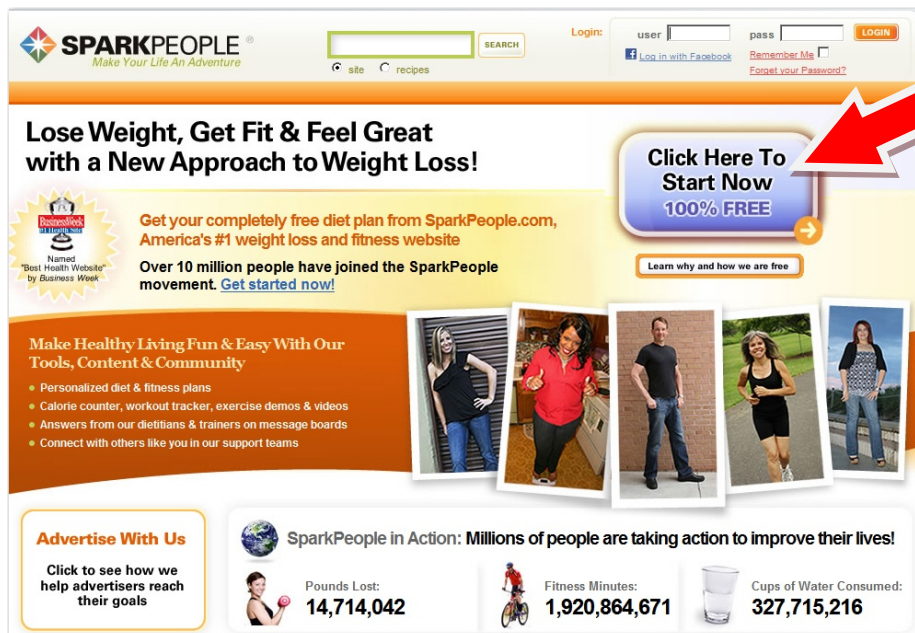 SPARKPEOPLE ®
Make Your Life An Adventure
SEARCH
site recipes
Login:
user
pass
LOGIN
Log in with Facebook
Remember Me
Forget your Password?
Lose Weight, Get Fit & Feel Great
with a New Approach to Weight Loss!
Click Here To
Start Now
100% FREE
Learn why and how we are free
BusinessWeek
#1 Health Site
Named
"Best Health Website"
by Business Week
Get your completely free diet plan from SparkPeople.com,
America's #1 weight loss and fitness website
Over 10 million people have joined the SparkPeople
movement. Get started now!
Make Healthy Living Fun & Easy With Our
Tools, Content & Community
Personalized diet & fitness plans
Calorie counter, workout tracker, exercise demos & videos
Answers from our dietitians & trainers on message boards
Connect with others like you in our support teams
Advertise With Us
Click to see how we
help advertisers reach
their goals
SparkPeople in Action: Millions of people are taking action to improve their lives!
Pounds Lost:
14,714,042
Fitness Minutes:
1,920,864,671
Cups of Water Consumed:
327,715,216